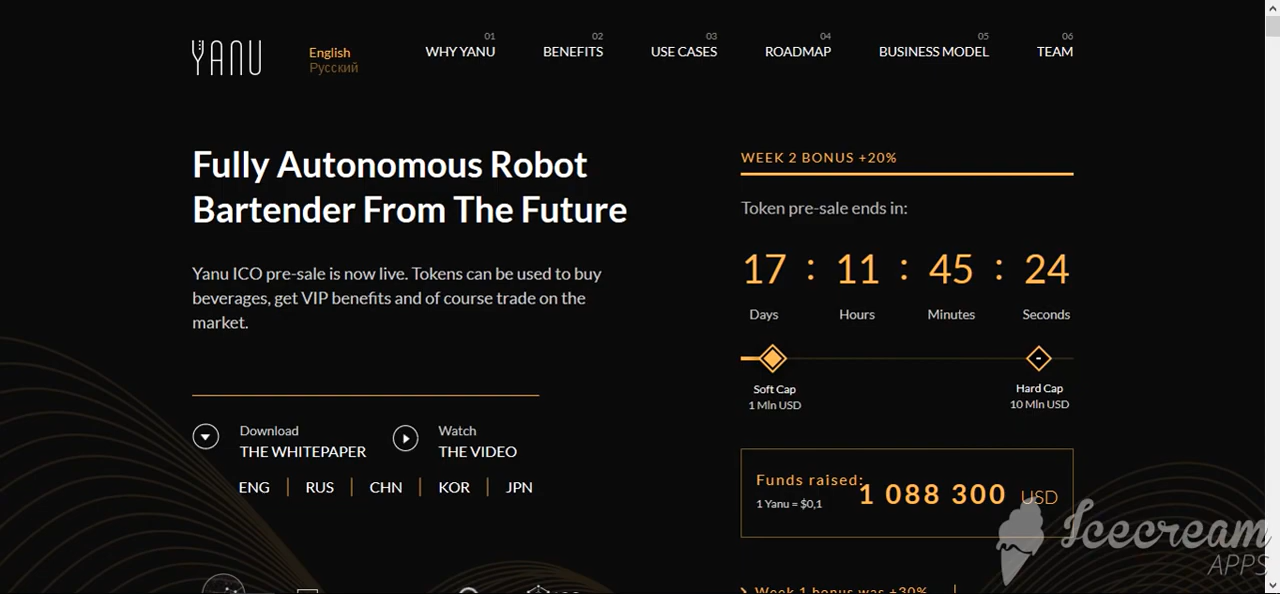 YANU
English
Русский
01
WHY YANU
02
BENEFITS
03
USE CASES
04
ROADMAP
05
BUSINESS MODEL
06
TEAM
Fully Autonomous Robot
Bartender From The Future
Yanu ICO pre-sale is now live. Tokens can be used to buy
beverages, get VIP benefits and of course trade on the
market.
Download
THE WHITEPAPER
Watch
THE VIDEO
ENG | RUS | CHN | KOR | JPN
WEEK 2 BONUS +20%
Token pre-sale ends in:
17 : 11 : 45 : 24
Days Hours Minutes Seconds
Soft Cap
1 Mln USD
Hard Cap
10 Mln USD
Funds raised:
1 Yanu = $0,1
1 088 300 USD
Week 1 bonus was +30%
Icecream
APPS